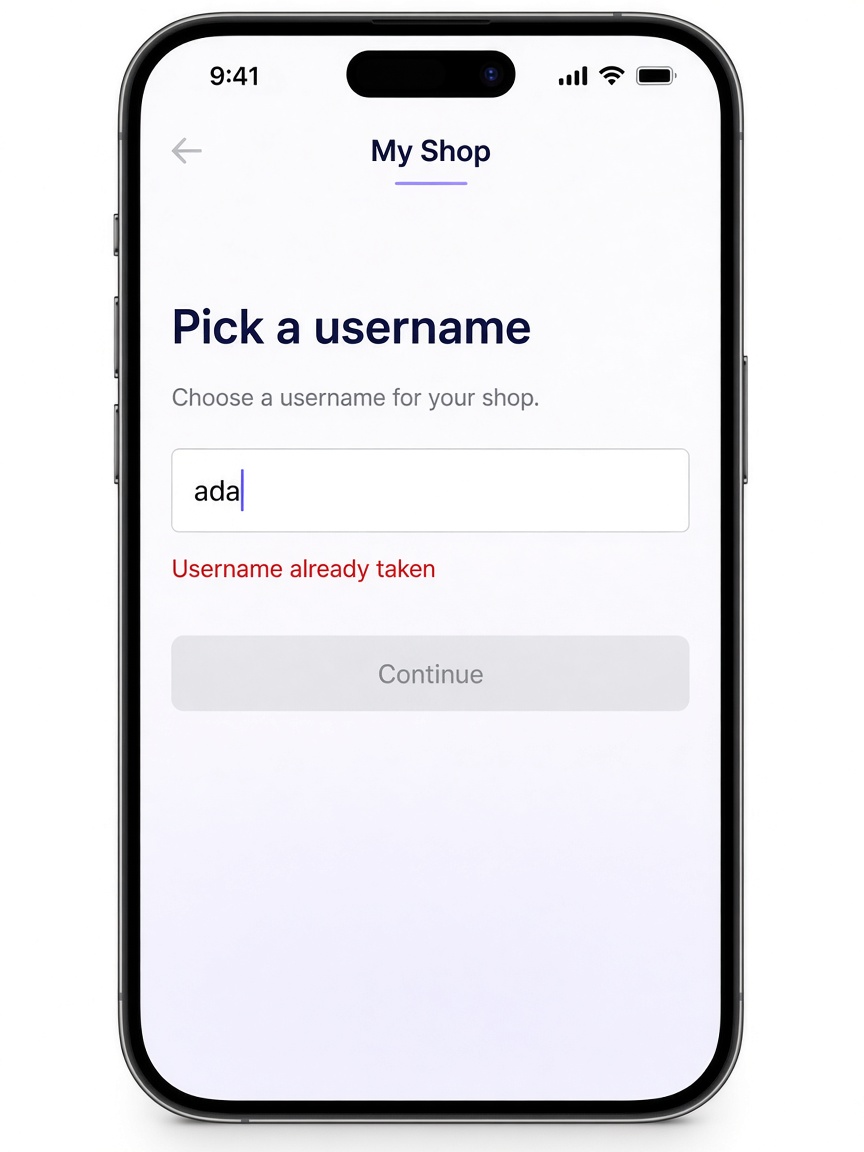 9:41
My Shop
Pick a username
Choose a username for your shop.
ada
Username already taken
Continue